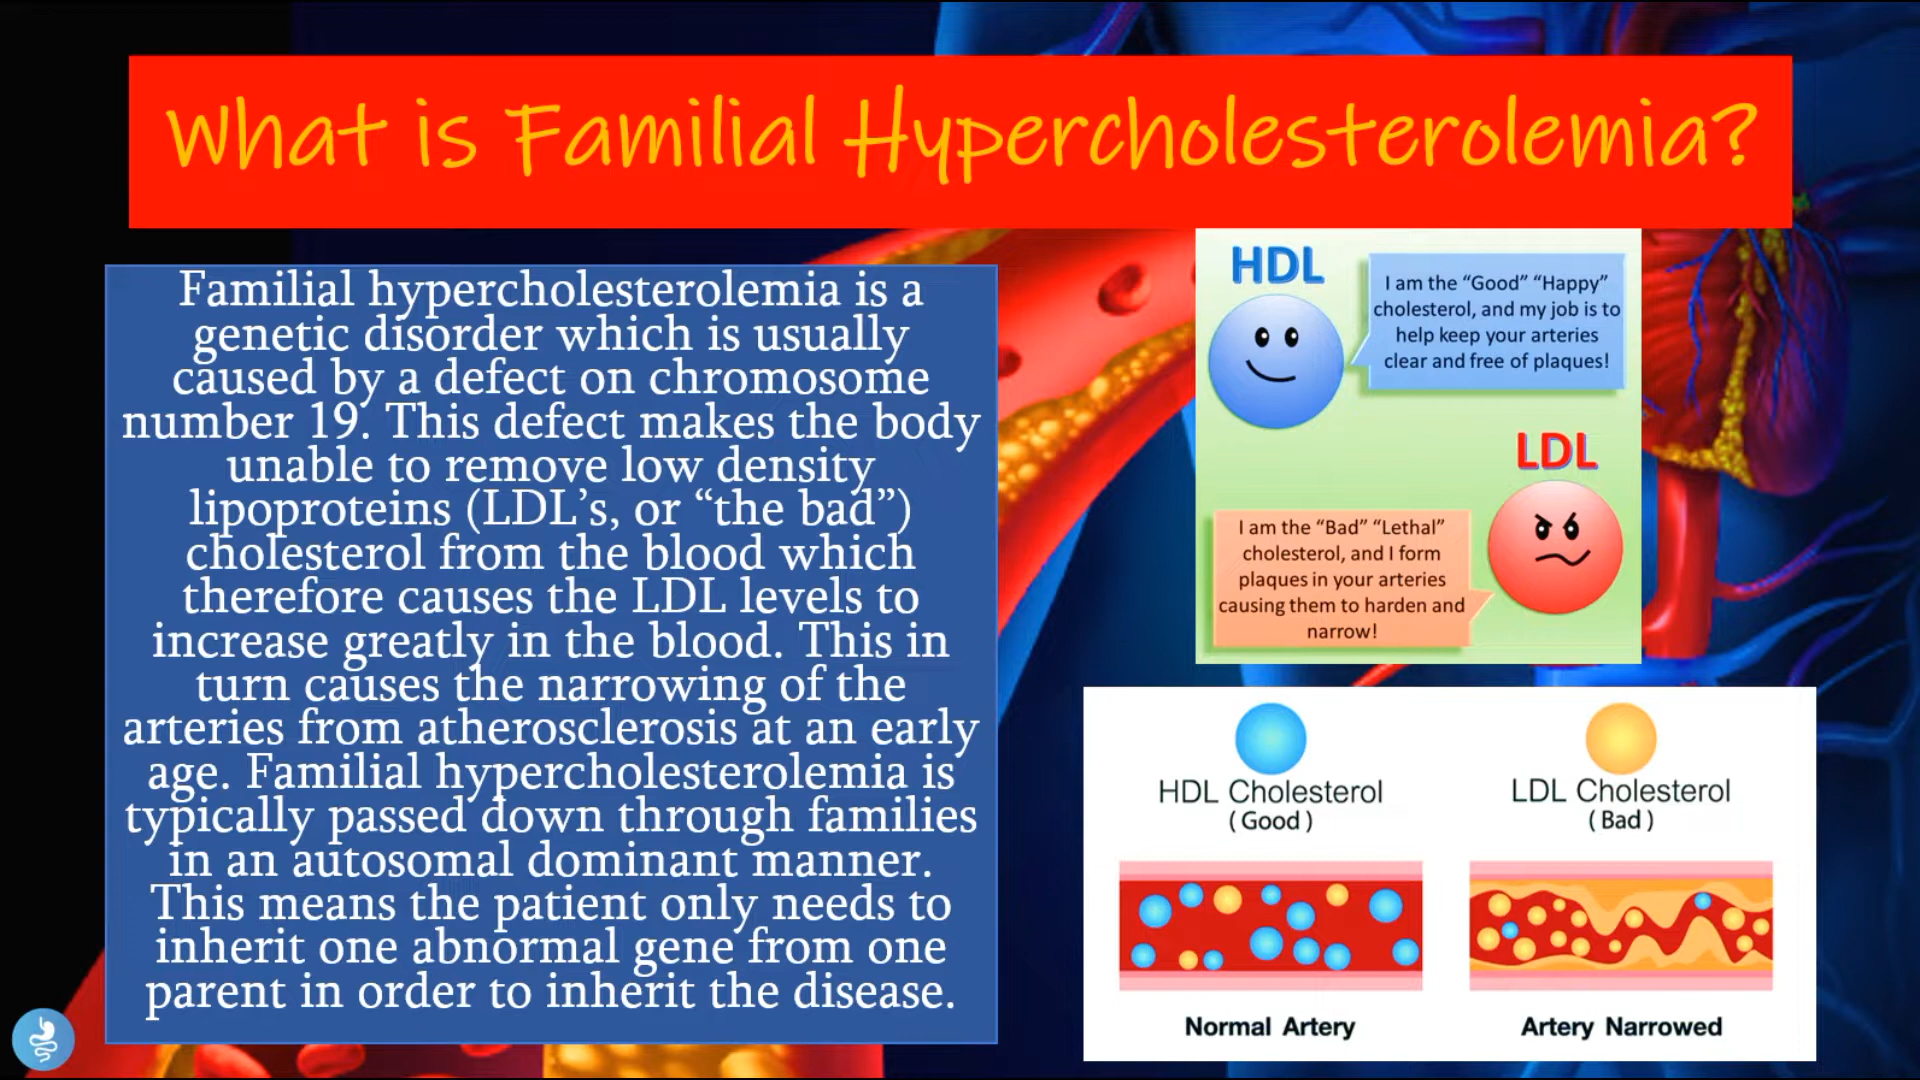 What is Familial Hypercholesterolemia?
Familial hypercholesterolemia is a
genetic disorder which is usually
caused by a defect on chromosome
number 19. This defect makes the body
unable to remove low density
lipoproteins (LDL’s, or “the bad”)
cholesterol from the blood which
therefore causes the LDL levels to
increase greatly in the blood. This in
turn causes the narrowing of the
arteries from atherosclerosis at an early
age. Familial hypercholesterolemia is
typically passed down through families
in an autosomal dominant manner.
This means the patient only needs to
inherit one abnormal gene from one
parent in order to inherit the disease.
HDL
I am the “Good” “Happy”
cholesterol, and my job is to
help keep your arteries
clear and free of plaques!
LDL
I am the “Bad” “Lethal”
cholesterol, and I form
plaques in your arteries
causing them to harden and
narrow!
HDL Cholesterol
( Good )
LDL Cholesterol
( Bad )
Normal Artery
Artery Narrowed